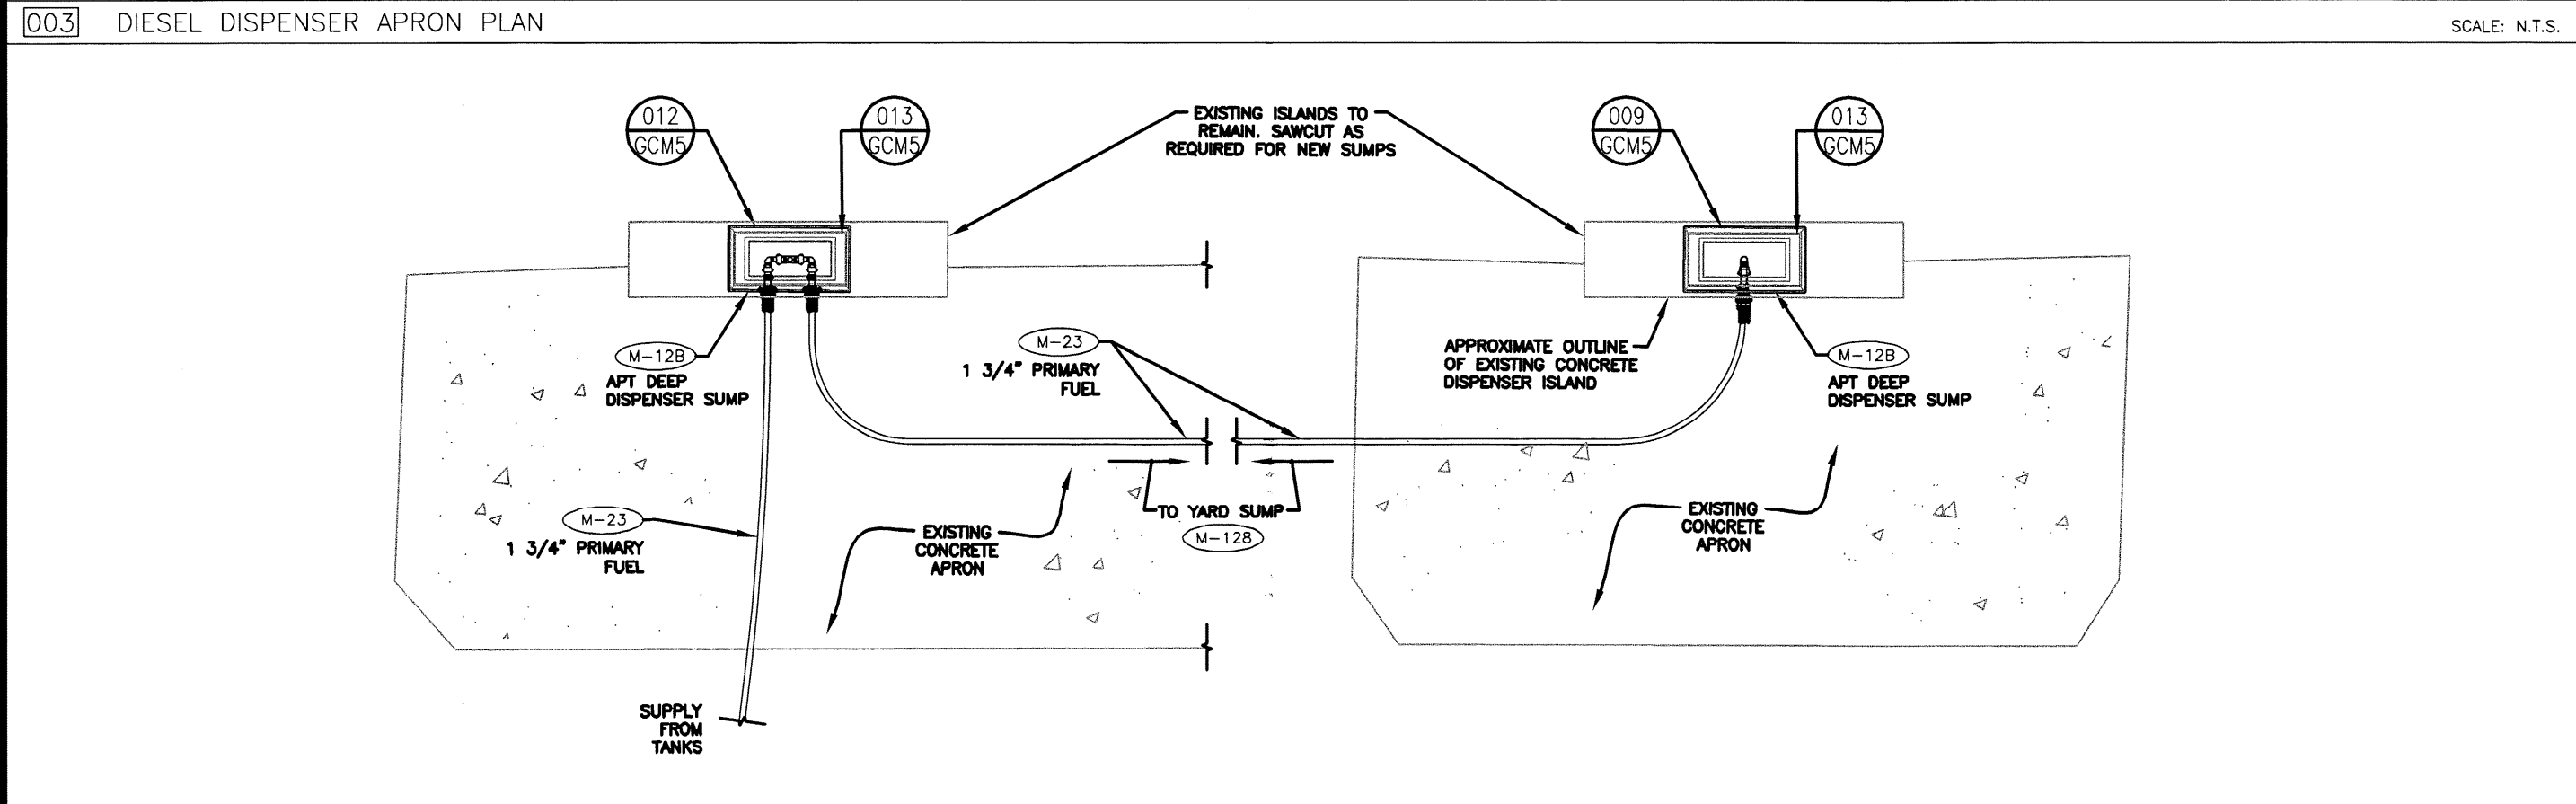 003 DIESEL DISPENSER APRON PLAN
SCALE: N.T.S.
012
GCM5
013
GCM5
EXISTING ISLANDS TO
REMAIN. SAWCUT AS
REQUIRED FOR NEW SUMPS
009
GCM5
013
GCM5
M-12B
APT DEEP
DISPENSER SUMP
M-23
1 3/4" PRIMARY
FUEL
APPROXIMATE OUTLINE
OF EXISTING CONCRETE
DISPENSER ISLAND
M-12B
APT DEEP
DISPENSER SUMP
M-23
1 3/4" PRIMARY
FUEL
EXISTING
CONCRETE
APRON
TO YARD SUMP
M-128
EXISTING
CONCRETE
APRON
SUPPLY
FROM
TANKS